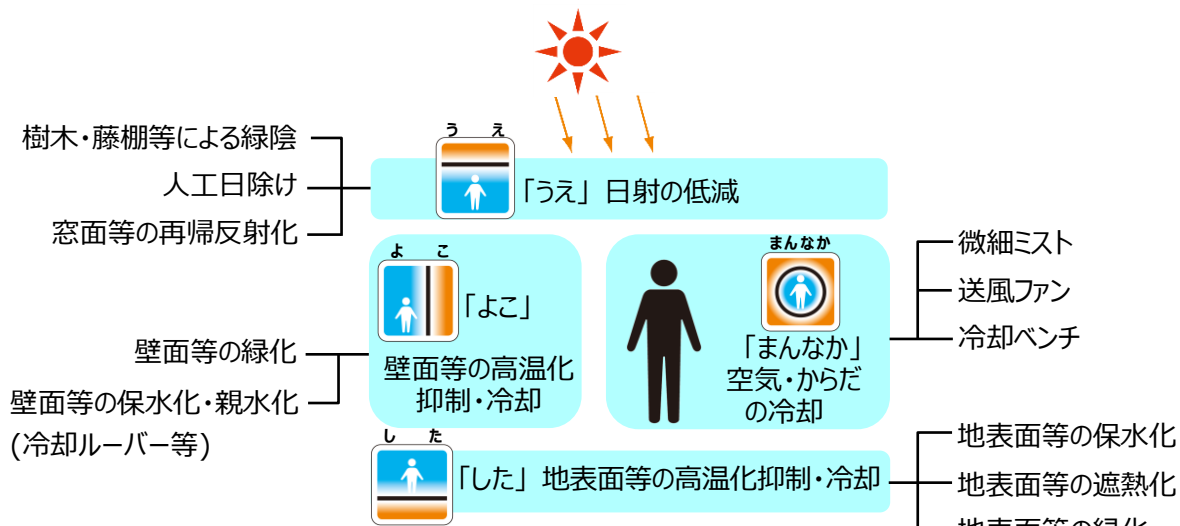 樹木・藤棚等による緑陰
人工日除け
窓面等の再帰反射化
うえ
「うえ」日射の低減
よこ
「よこ」
壁面等の高温化
抑制・冷却
壁面等の緑化
壁面等の保水化・親水化
(冷却ルーバー等)
まんなか
「まんなか」
空気・からだ
の冷却
微細ミスト
送風ファン
冷却ベンチ
した
「した」地表面等の高温化抑制・冷却
地表面等の保水化
地表面等の遮熱化
地表面等の緑化